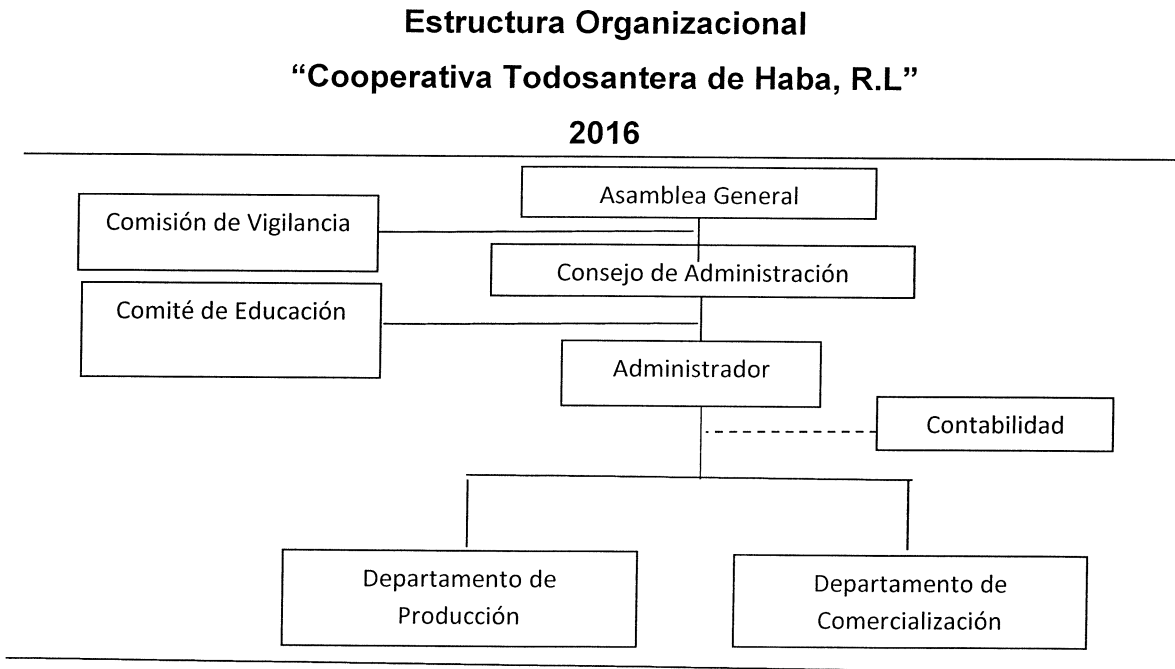 Estructura Organizacional
“Cooperativa Todosantera de Haba, R.L”
2016
Asamblea General
Comisión de Vigilancia
Consejo de Administración
Comité de Educación
Administrador
Contabilidad
Departamento de
Producción
Departamento de
Comercialización